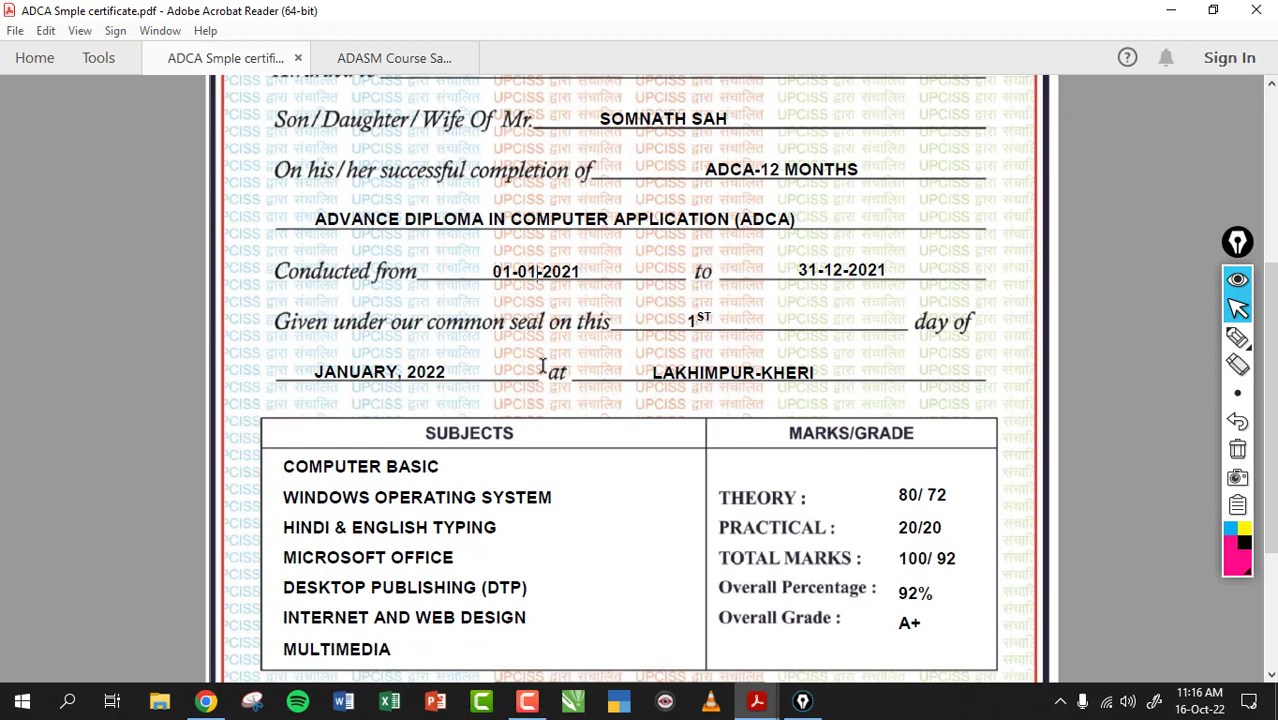 ADCA Smple certificate.pdf - Adobe Acrobat Reader (64-bit)
File Edit View Sign Window Help
Home Tools ADCA Smple certifi... × ADASM Course Sa... Sign In
Awarded to
Son/Daughter/Wife Of Mr. SOMNATH SAH
On his/her successful completion of ADCA-12 MONTHS
ADVANCE DIPLOMA IN COMPUTER APPLICATION (ADCA)
Conducted from 01-01-2021 to 31-12-2021
Given under our common seal on this 1ST day of
JANUARY, 2022 at LAKHIMPUR-KHERI
SUBJECTS MARKS/GRADE
COMPUTER BASIC
WINDOWS OPERATING SYSTEM THEORY : 80/ 72
HINDI & ENGLISH TYPING PRACTICAL : 20/20
MICROSOFT OFFICE TOTAL MARKS : 100/ 92
DESKTOP PUBLISHING (DTP) Overall Percentage : 92%
INTERNET AND WEB DESIGN Overall Grade : A+
MULTIMEDIA
UPCISS द्वारा संचालित
11:16 AM
16-Oct-22